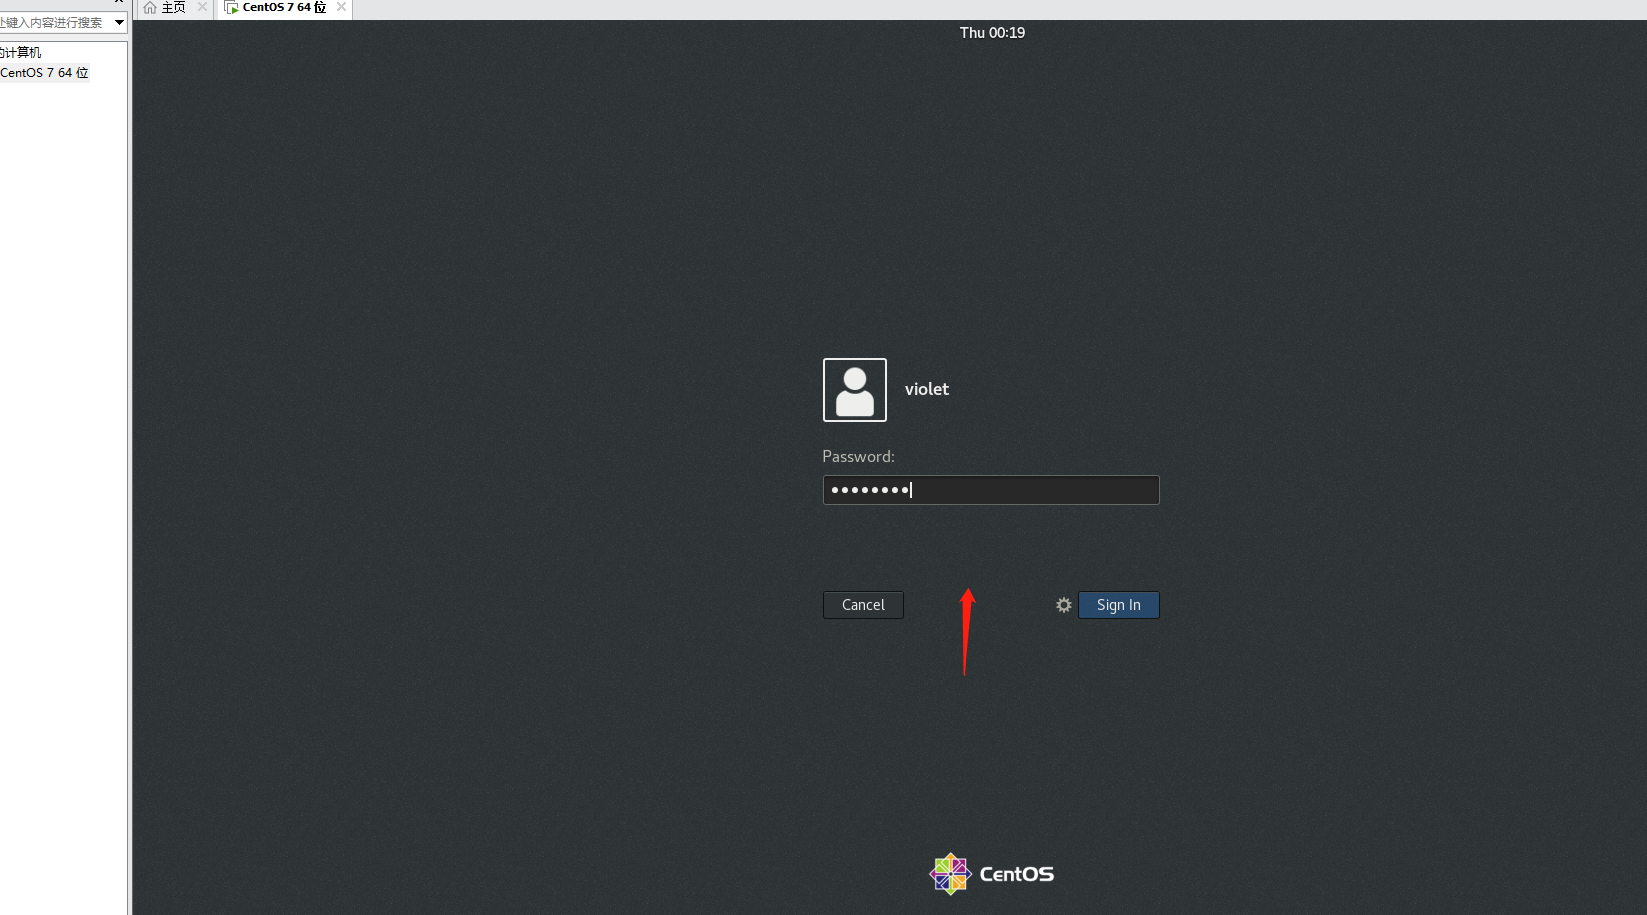 主页
CentOS 7 64 位
键入内容进行搜索
计算机
CentOS 7 64 位
Thu 00:19
violet
Password:
Cancel
Sign In
CentOS